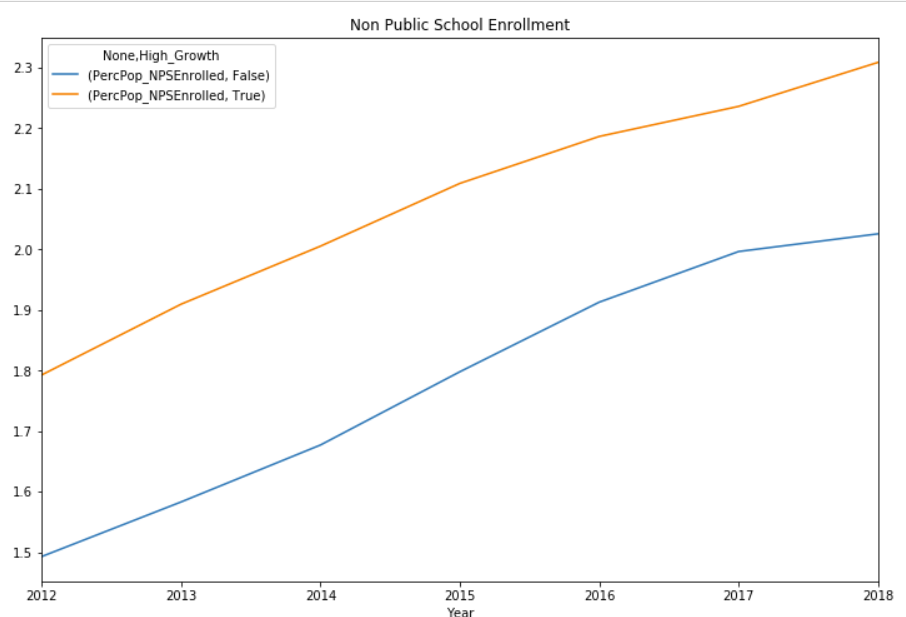 Non Public School Enrollment
None,High_Growth
(PercPop_NPSEnrolled, False)
(PercPop_NPSEnrolled, True)
2.3
2.2
2.1
2.0
1.9
1.8
1.7
1.6
1.5
2012 2013 2014 2015 2016 2017 2018
Year